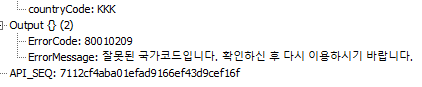 countryCode: KKK
Output {} (2)
ErrorCode: 80010209
ErrorMessage: 잘못된 국가코드입니다. 확인하신 후 다시 이용하시기 바랍니다.
API_SEQ: 7112cf4aba01efad9166ef43d9cef16f